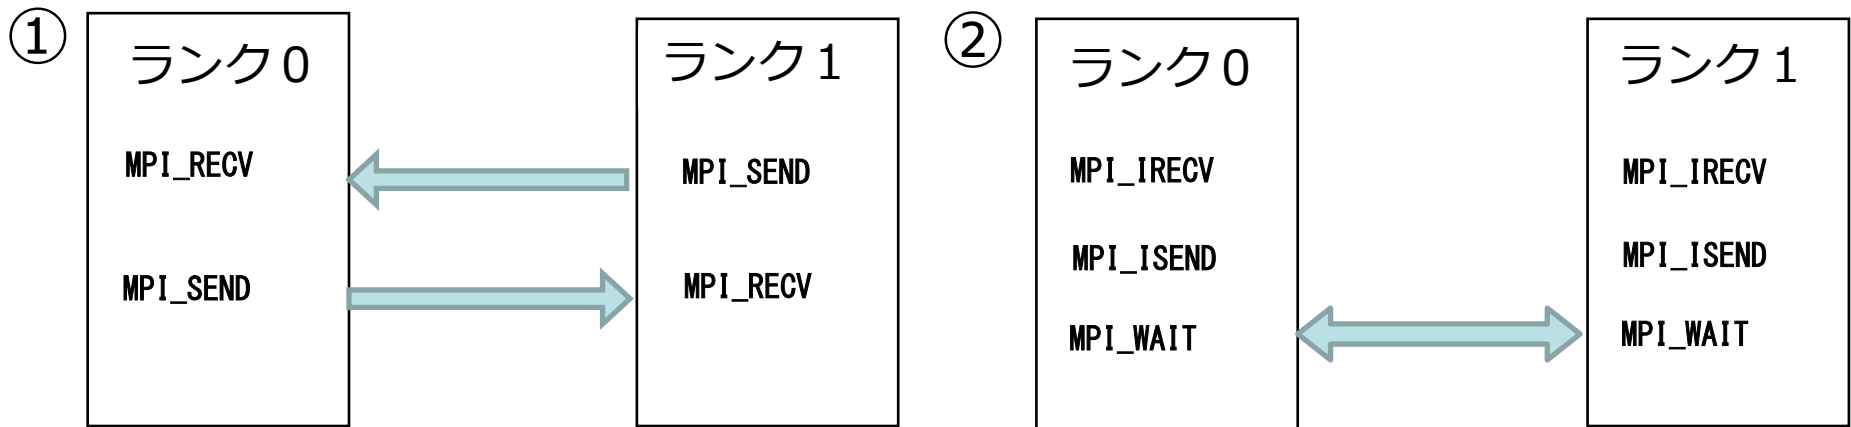 ①
ランク0
MPI_RECV
MPI_SEND
ランク1
MPI_SEND
MPI_RECV
②
ランク0
MPI_IRECV
MPI_ISEND
MPI_WAIT
ランク1
MPI_IRECV
MPI_ISEND
MPI_WAIT